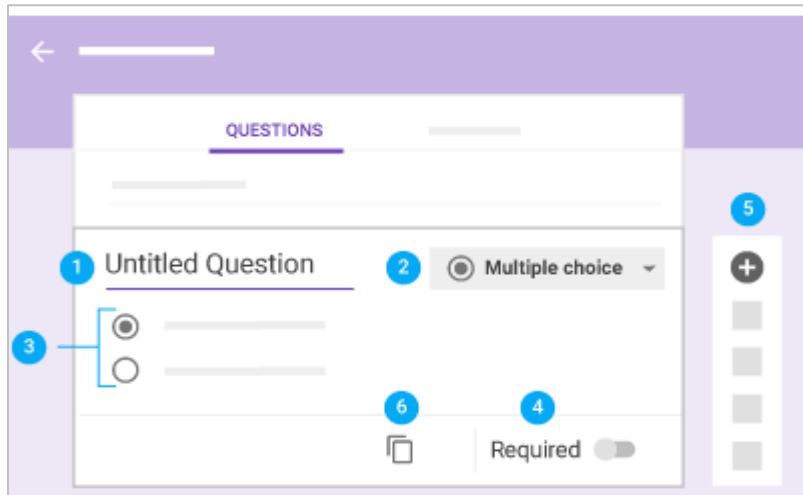 QUESTIONS
5
1 Untitled Question
2 Multiple choice
3
6
4
Required